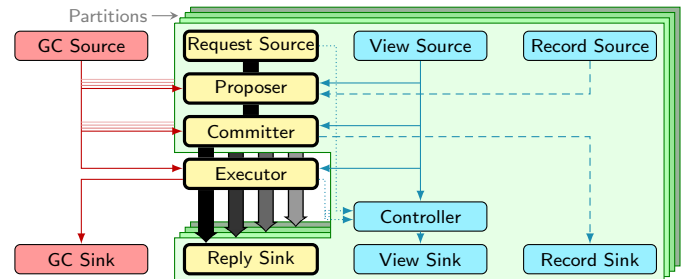 Partitions
GC Source
Request Source
View Source
Record Source
Proposer
Committer
Executor
Controller
GC Sink
Reply Sink
View Sink
Record Sink